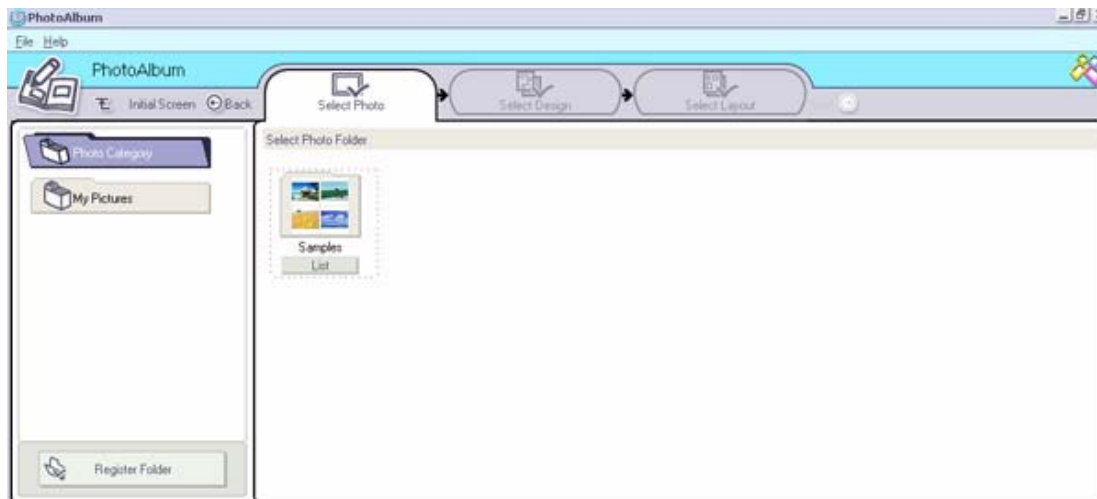 PhotoAlbum
File Help
PhotoAlbum
Initial Screen Back
Select Photo
Select Design
Select Layout
Photo Category
My Pictures
Register Folder
Select Photo Folder
Samples
List